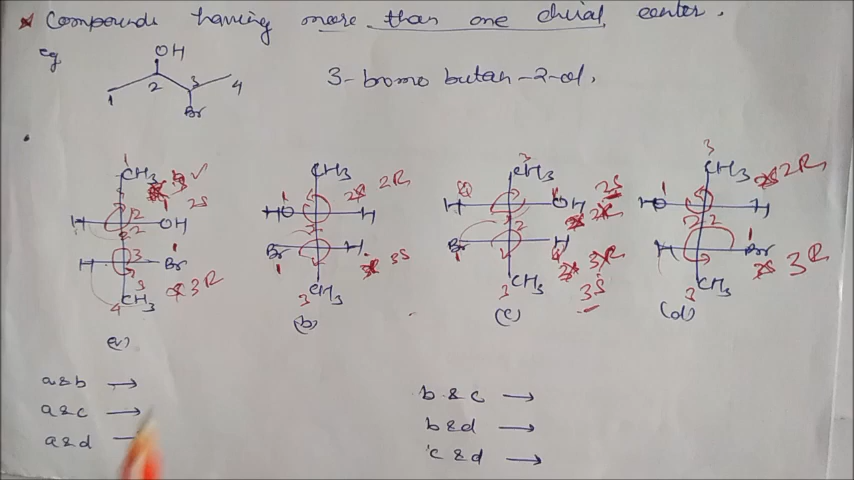 * Compounds having more than one chiral center.
eg
OH
1 2 3 4
Br
3-bromo butan-2-ol.
CH3 CH3 CH3 CH3
2S 2R 2S 2R
H OH HO H H OH HO H
H Br Br H Br H H Br
3R 3S 3S 3R
CH3 CH3 CH3 CH3
(a) (b) (c) (d)
a & b →
a & c →
a & d
b & c →
b & d →
c & d →